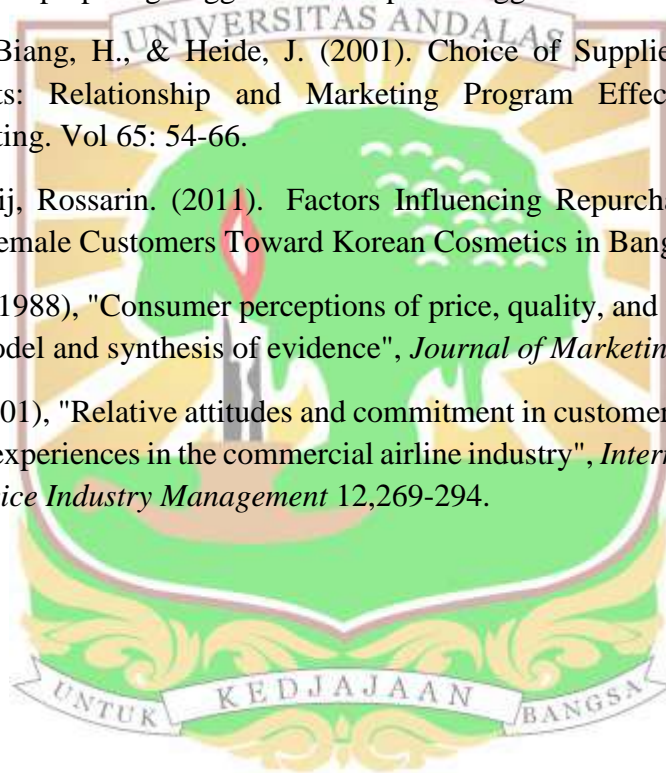 UNIVERSITAS ANDALAS
Biang, H., & Heide, J. (2001). Choice of Supplie
ts: Relationship and Marketing Program Effec
ting. Vol 65: 54-66.
ij, Rossarin. (2011). Factors Influencing Repurcha
emale Customers Toward Korean Cosmetics in Bang
1988), "Consumer perceptions of price, quality, and
odel and synthesis of evidence", Journal of Marketin
01), "Relative attitudes and commitment in customer
experiences in the commercial airline industry", Intern
ice Industry Management 12,269-294.
UNTUK KEDJAJAAN BANGSA